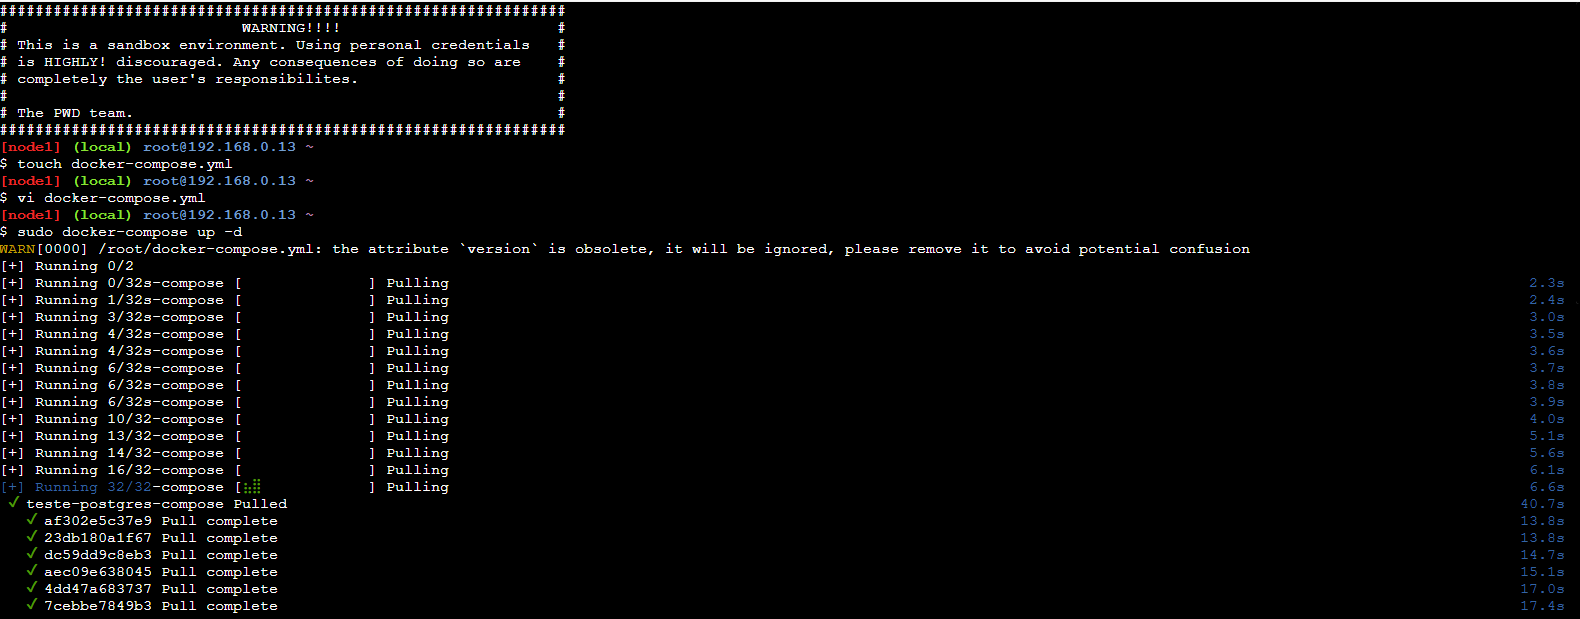 ###############################################################
#                          WARNING!!!!                        #
# This is a sandbox environment. Using personal credentials   #
# is HIGHLY! discouraged. Any consequences of doing so are    #
# completely the user's responsibilites.                      #
#                                                             #
# The PWD team.                                               #
###############################################################
[node1] (local) root@192.168.0.13 ~
$ touch docker-compose.yml
[node1] (local) root@192.168.0.13 ~
$ vi docker-compose.yml
[node1] (local) root@192.168.0.13 ~
$ sudo docker-compose up -d
WARN[0000] /root/docker-compose.yml: the attribute `version` is obsolete, it will be ignored, please remove it to avoid potential confusion
[+] Running 0/2
[+] Running 0/32s-compose [              ] Pulling 2.3s
[+] Running 1/32s-compose [              ] Pulling 2.4s
[+] Running 3/32s-compose [              ] Pulling 3.0s
[+] Running 4/32s-compose [              ] Pulling 3.5s
[+] Running 4/32s-compose [              ] Pulling 3.6s
[+] Running 6/32s-compose [              ] Pulling 3.7s
[+] Running 6/32s-compose [              ] Pulling 3.8s
[+] Running 6/32s-compose [              ] Pulling 3.9s
[+] Running 10/32-compose [              ] Pulling 4.0s
[+] Running 13/32-compose [              ] Pulling 5.1s
[+] Running 14/32-compose [              ] Pulling 5.6s
[+] Running 16/32-compose [              ] Pulling 6.1s
[+] Running 32/32-compose [⣦⣿            ] Pulling 6.6s
✓ teste-postgres-compose Pulled 40.7s
✓ af302e5c37e9 Pull complete 13.8s
✓ 23db180a1f67 Pull complete 13.8s
✓ dc59dd9c8eb3 Pull complete 14.7s
✓ aec09e638045 Pull complete 15.1s
✓ 4dd47a683737 Pull complete 17.0s
✓ 7cebbe7849b3 Pull complete 17.4s